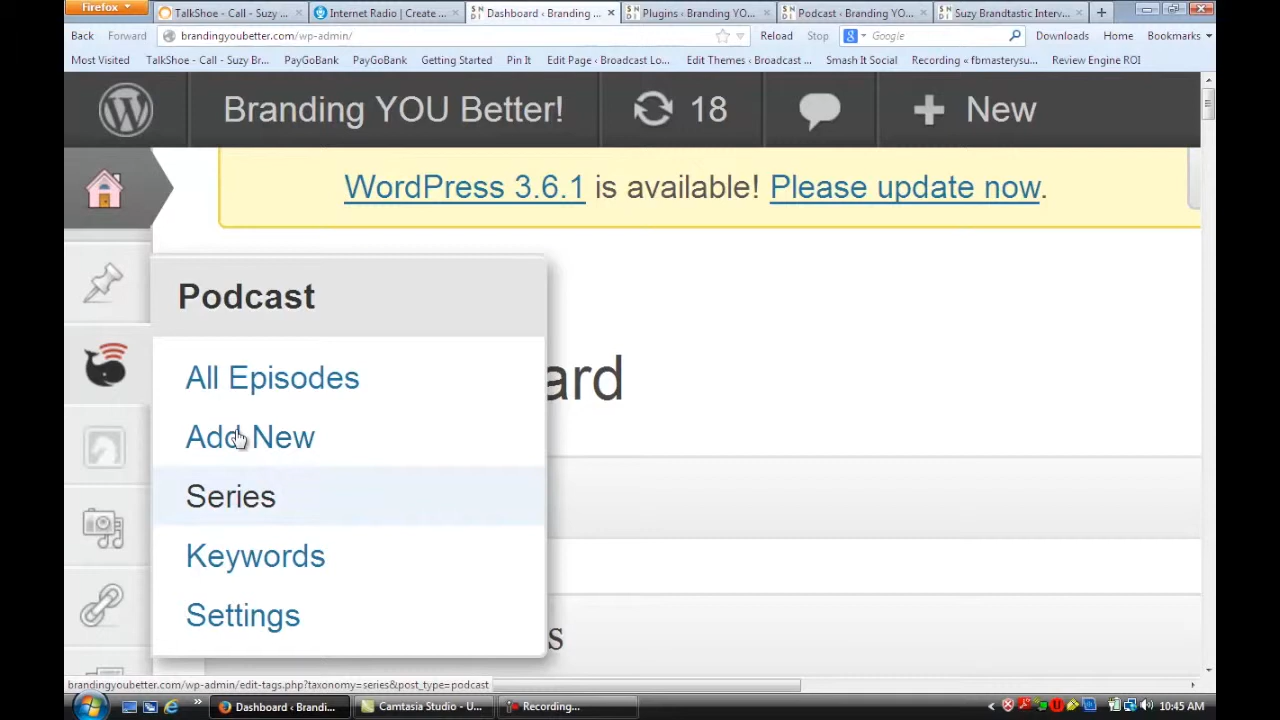 Firefox
TalkShoe - Call - Suzy ...
Internet Radio | Create ...
Dashboard ‹ Branding ...
Plugins ‹ Branding YO...
Podcast ‹ Branding YO...
Suzy Brandtastic Interv...
Back
Forward
brandingyoubetter.com/wp-admin/
Reload
Stop
Google
Downloads
Home
Bookmarks
Most Visited
TalkShoe - Call - Suzy Br...
PayGoBank
PayGoBank
Getting Started
Pin It
Edit Page ‹ Broadcast Lo...
Edit Themes ‹ Broadcast ...
Smash It Social
Recording « fbmasterysu...
Review Engine ROI
Branding YOU Better!
18
New
WordPress 3.6.1 is available! Please update now.
Podcast
All Episodes
ard
Add New
Series
Keywords
Settings
s
brandingyoubetter.com/wp-admin/edit-tags.php?taxonomy=series&post_type=podcast
Dashboard ‹ Brandi...
Camtasia Studio - U...
Recording...
10:45 AM